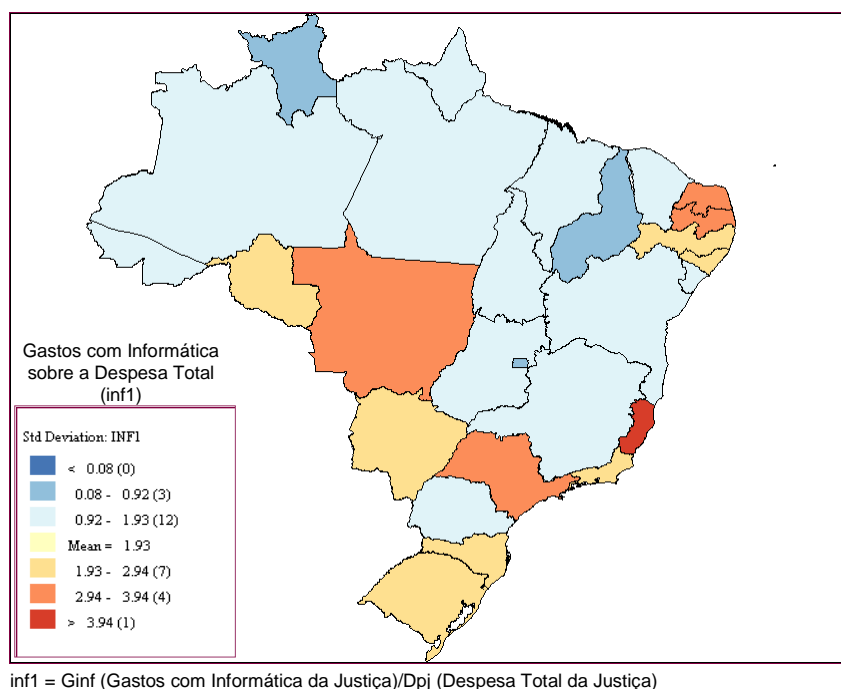 Gastos com Informática
sobre a Despesa Total
(inf1)
Std Deviation: INF1
< 0.08 (0)
0.08 - 0.92 (3)
0.92 - 1.93 (12)
Mean = 1.93
1.93 - 2.94 (7)
2.94 - 3.94 (4)
> 3.94 (1)
inf1 = Ginf (Gastos com Informática da Justiça)/Dpj (Despesa Total da Justiça)